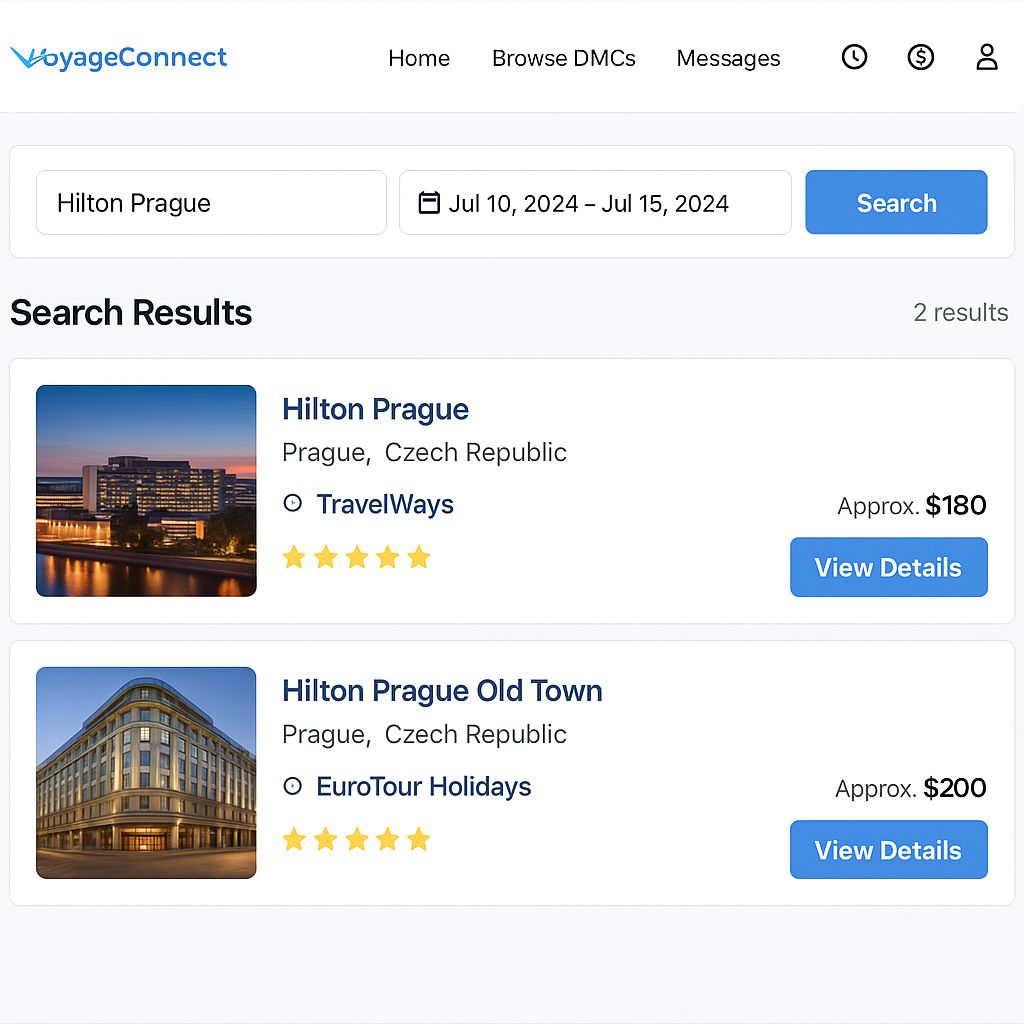 VoyageConnect
Home Browse DMCs Messages
Hilton Prague
Jul 10, 2024 – Jul 15, 2024
Search
Search Results
2 results
Hilton Prague
Prague, Czech Republic
TravelWays
Approx. $180
View Details
Hilton Prague Old Town
Prague, Czech Republic
EuroTour Holidays
Approx. $200
View Details